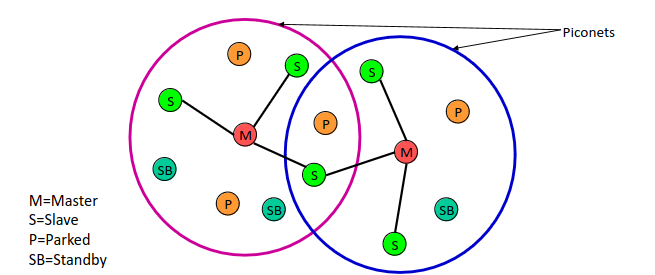 Piconets
P
S
S
S
P
P
M
M
SB
S
P
SB
SB
S
M=Master
S=Slave
P=Parked
SB=Standby